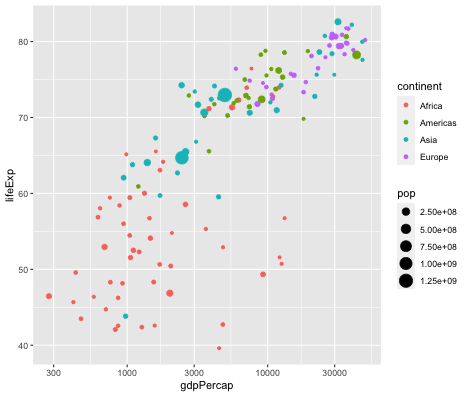 80
70
60
50
40
lifeExp
300
1000
3000
10000
30000
gdpPercap
continent
Africa
Americas
Asia
Europe
pop
2.50e+08
5.00e+08
7.50e+08
1.00e+09
1.25e+09